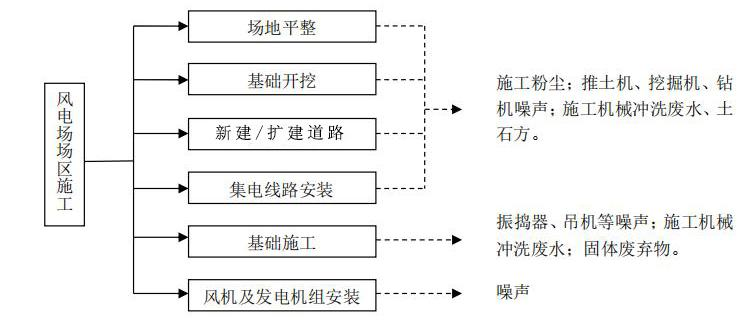 风电场场区施工
场地平整
基础开挖
新建/扩建道路
集电线路安装
基础施工
风机及发电机组安装
施工粉尘；推土机、挖掘机、钻
机噪声；施工机械冲洗废水、土
石方。
振捣器、吊机等噪声；施工机械
冲洗废水；固体废弃物。
噪声